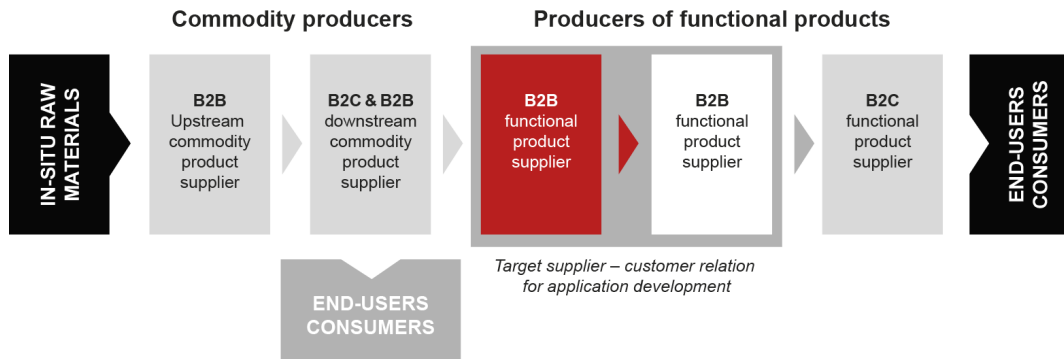 Commodity producers
Producers of functional products
IN-SITU RAW
MATERIALS
B2B
Upstream
commodity
product
supplier
B2C & B2B
downstream
commodity
product
supplier
B2B
functional
product
supplier
B2B
functional
product
supplier
B2C
functional
product
supplier
END-USERS
CONSUMERS
Target supplier – customer relation
for application development
END-USERS
CONSUMERS